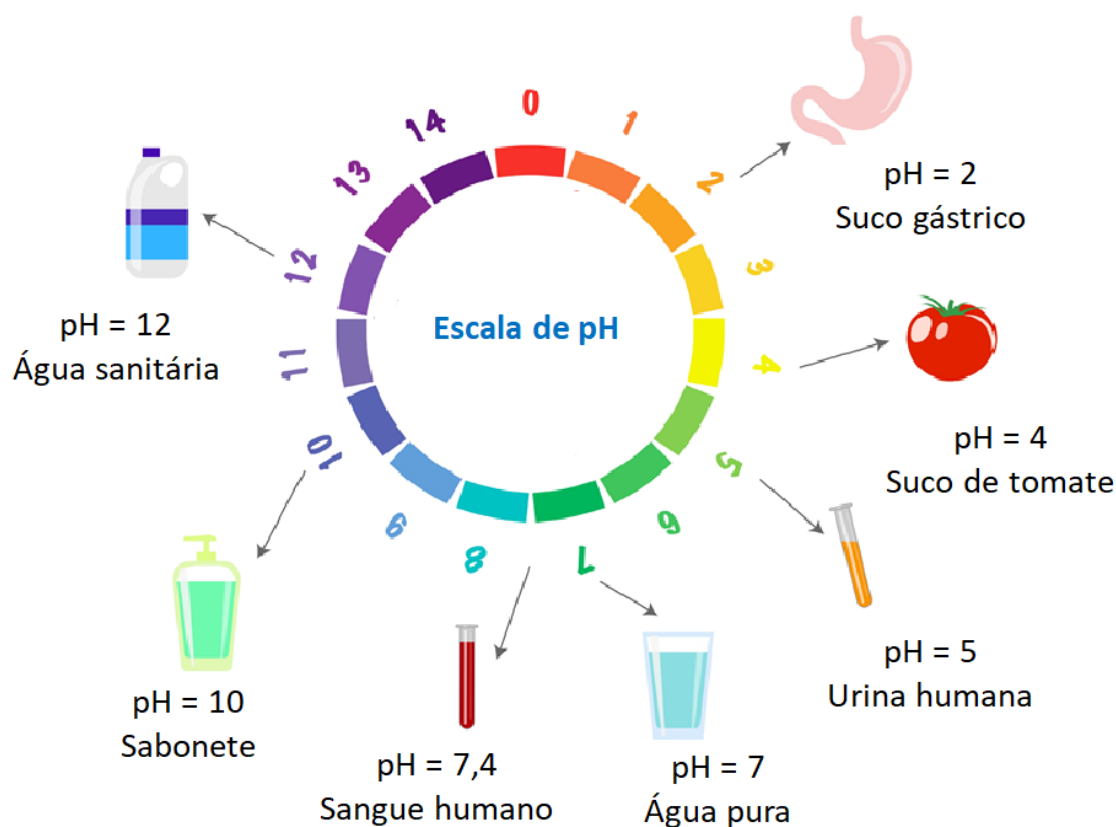 0
1
2
3
4
5
6
7
8
9
10
11
12
13
14
Escala de pH
pH = 2
Suco gástrico
pH = 4
Suco de tomate
pH = 5
Urina humana
pH = 7
Água pura
pH = 7,4
Sangue humano
pH = 10
Sabonete
pH = 12
Água sanitária